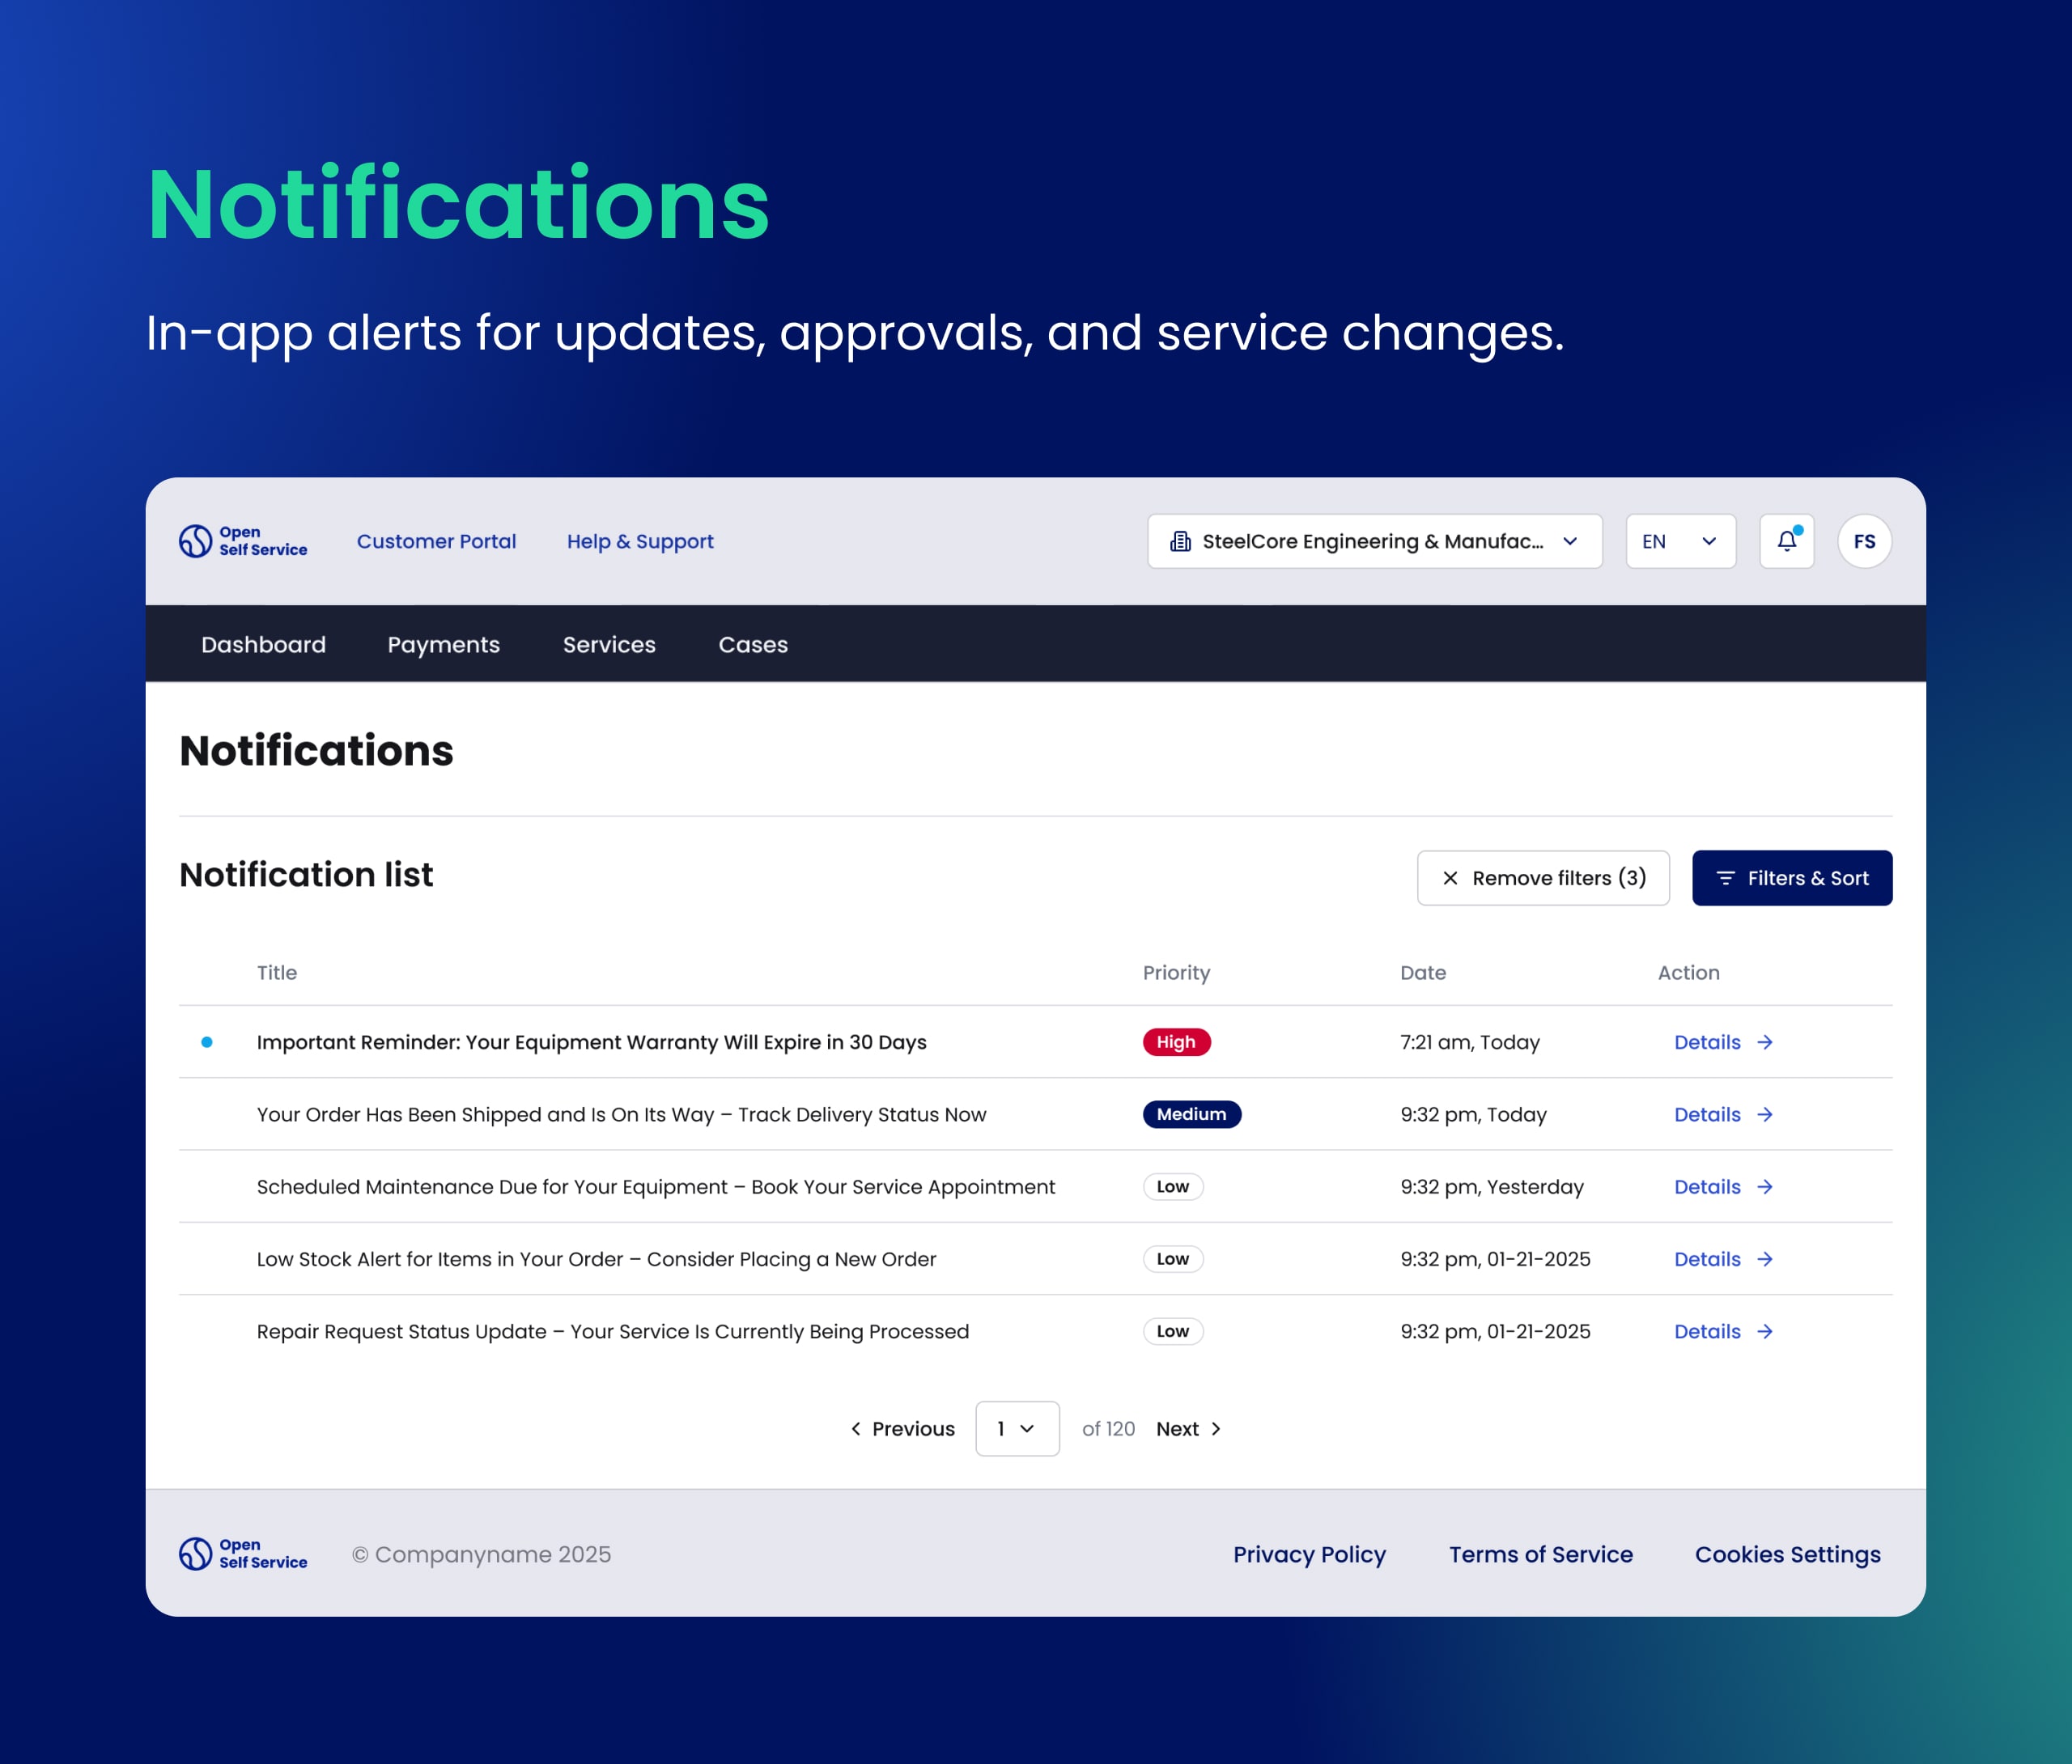 Notifications
In-app alerts for updates, approvals, and service changes.
Open
Self Service
Customer Portal
Help & Support
SteelCore Engineering & Manufac...
EN
FS
Dashboard
Payments
Services
Cases
Notifications
Notification list
Remove filters (3)
Filters & Sort
Title Priority Date Action
Important Reminder: Your Equipment Warranty Will Expire in 30 Days High 7:21 am, Today Details
Your Order Has Been Shipped and Is On Its Way – Track Delivery Status Now Medium 9:32 pm, Today Details
Scheduled Maintenance Due for Your Equipment – Book Your Service Appointment Low 9:32 pm, Yesterday Details
Low Stock Alert for Items in Your Order – Consider Placing a New Order Low 9:32 pm, 01-21-2025 Details
Repair Request Status Update – Your Service Is Currently Being Processed Low 9:32 pm, 01-21-2025 Details
Previous 1 of 120 Next
Open
Self Service
© Companyname 2025
Privacy Policy
Terms of Service
Cookies Settings